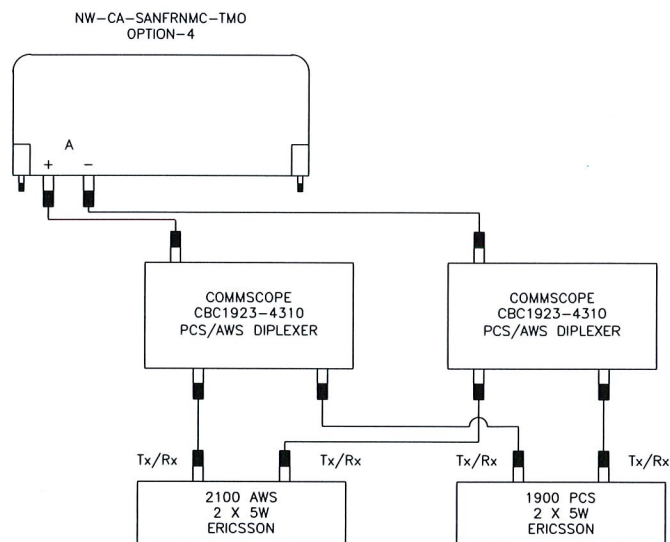 NW-CA-SANFRNMC-TMO
OPTION-4
A
+ -
COMMSCOPE
CBC1923-4310
PCS/AWS DIPLEXER
COMMSCOPE
CBC1923-4310
PCS/AWS DIPLEXER
Tx/Rx
Tx/Rx
Tx/Rx
Tx/Rx
2100 AWS
2 X 5W
ERICSSON
1900 PCS
2 X 5W
ERICSSON